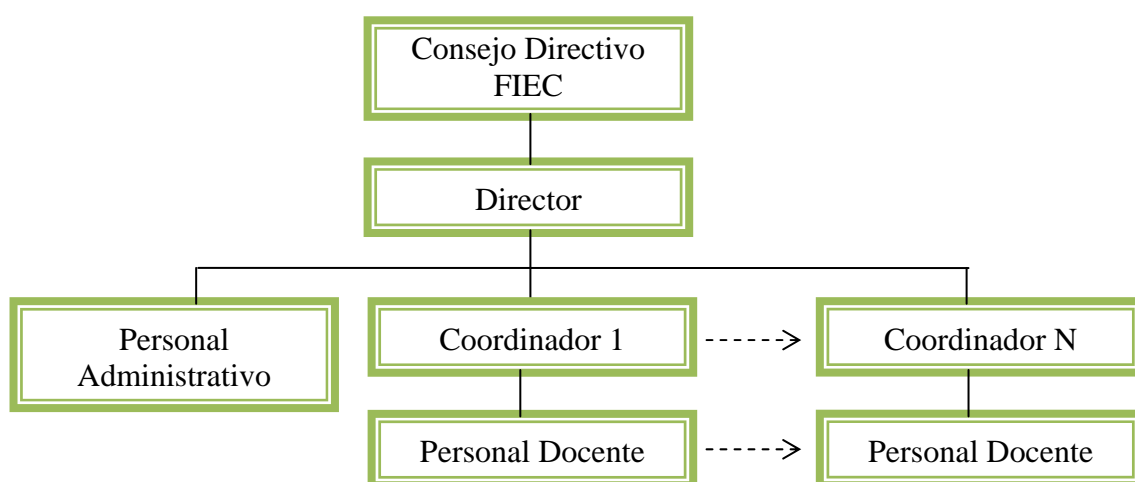 Consejo Directivo
FIEC
Director
Personal
Administrativo
Coordinador 1
Coordinador N
Personal Docente
Personal Docente